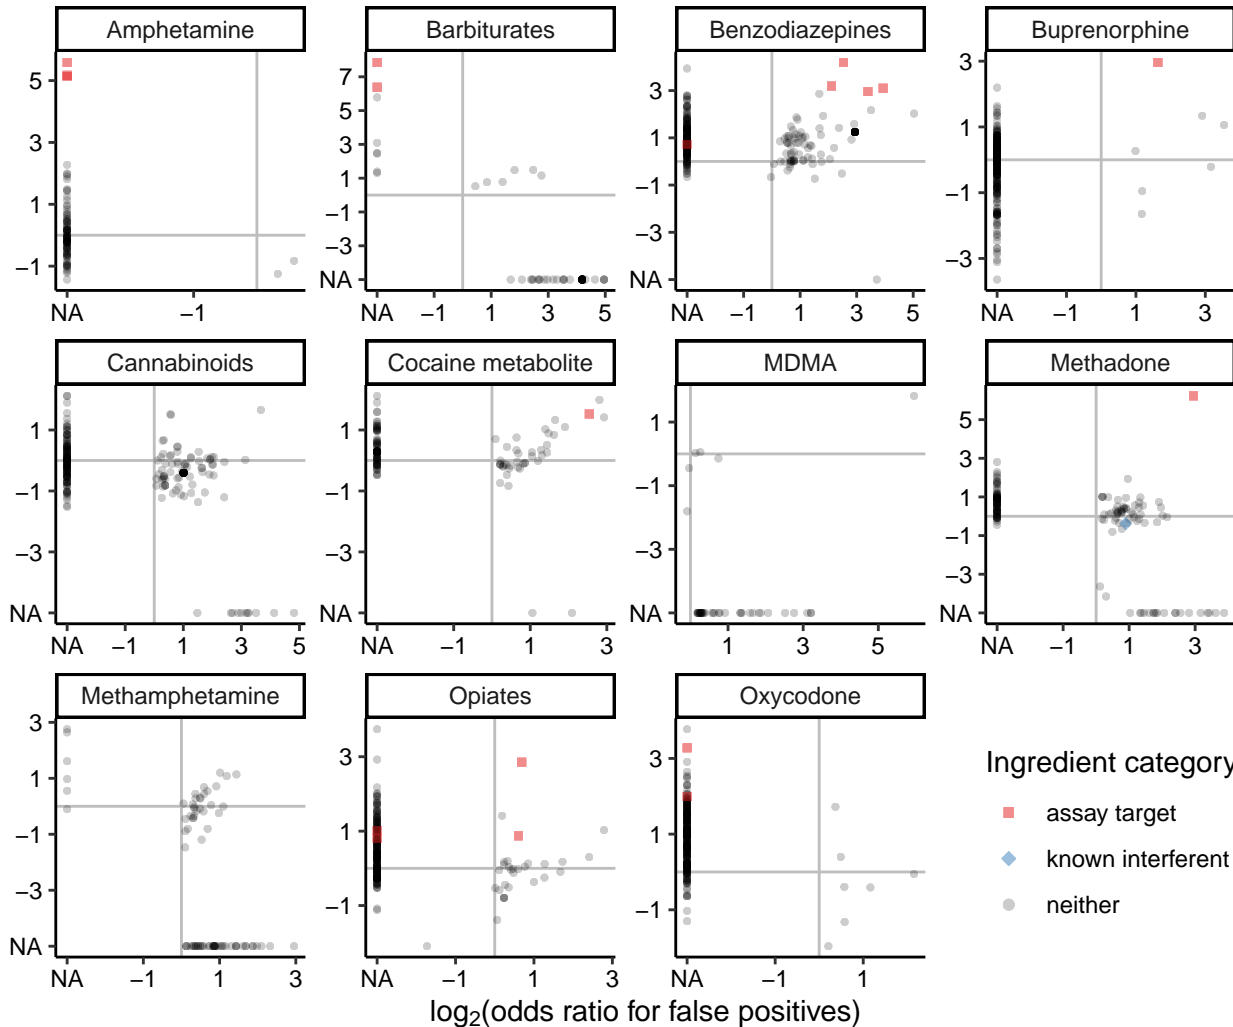 Amphetamine Barbiturates Benzodiazepines Buprenorphine
5
3
1
−1
NA −1
7
5
3
1
−1
−3
NA
NA −1 1 3 5
5
3
1
−1
−3
NA
NA −1 1 3 5
3
1
−1
−3
NA −1 1 3
Cannabinoids Cocaine metabolite MDMA Methadone
1
−1
−3
NA
NA −1 1 3 5
1
−1
−3
NA
NA −1 1 3
1
−1
−3
NA
1 5
5
3
1
−1
−3
NA
NA −1 1 3
Methamphetamine Opiates Oxycodone
3
1
−1
−3
NA
NA −1 1 3
3
1
−1
NA −1 1 3
3
1
−1
NA −1 1
Ingredient category
assay target
known interferent
neither
log₂(odds ratio for false positives)